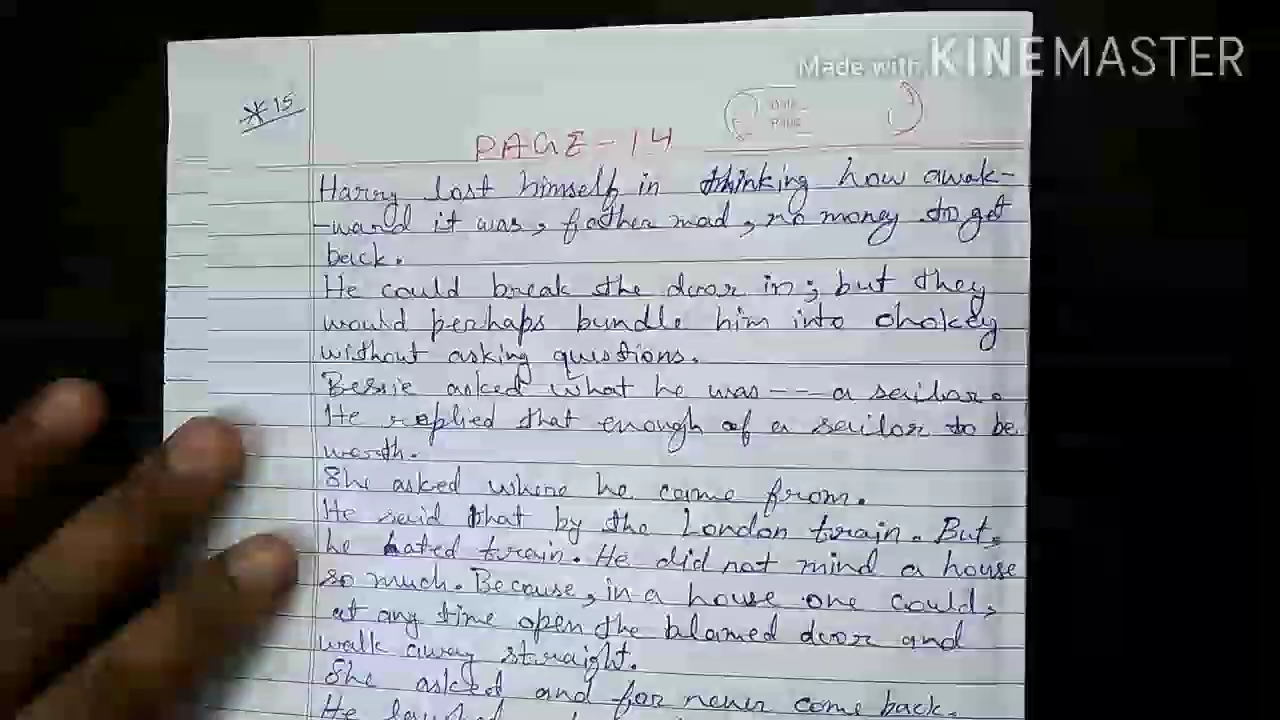 Made with KINEMASTER
*15
Date
Page
PAGE-14
Harry lost himself in thinking how awak-
-ward it was, father mad, no money to get
back.
He could break the door in; but they
would perhaps bundle him into chokey
without asking quistions.
Bessie asked what he was -- a sailor.
He replied that enough of a sailor to be
worth.
She asked where he came from.
He said that by the London train. But,
he hated train. He did not mind a house
so much. Because, in a house one could,
at any time open the blamed door and
walk away straight.
She asked and for never come back.
He